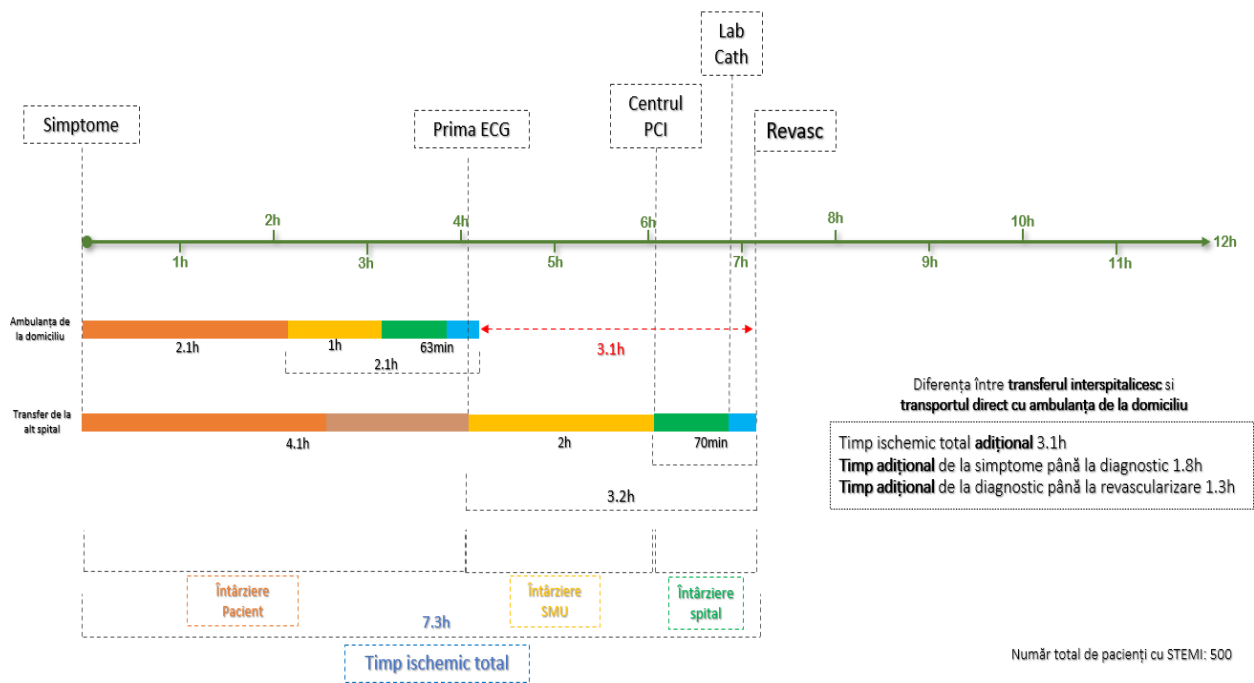 Lab
Cath
Centrul
PCI
Simptome
Prima ECG
Revasc
2h
4h
6h
8h
10h
12h
1h
3h
5h
7h
9h
11h
Ambulanța de
la domiciliu
2.1h
1h
63min
2.1h
3.1h
Diferența între transferul interspitalicesc si
transportul direct cu ambulanța de la domiciliu
Transfer de la
alt spital
4.1h
2h
70min
3.2h
Timp ischemic total adițional 3.1h
Timp adițional de la simptome până la diagnostic 1.8h
Timp adițional de la diagnostic până la revascularizare 1.3h
Întârziere
Pacient
Întârziere
SMU
Întârziere
spital
7.3h
Timp ischemic total
Număr total de pacienți cu STEMI: 500